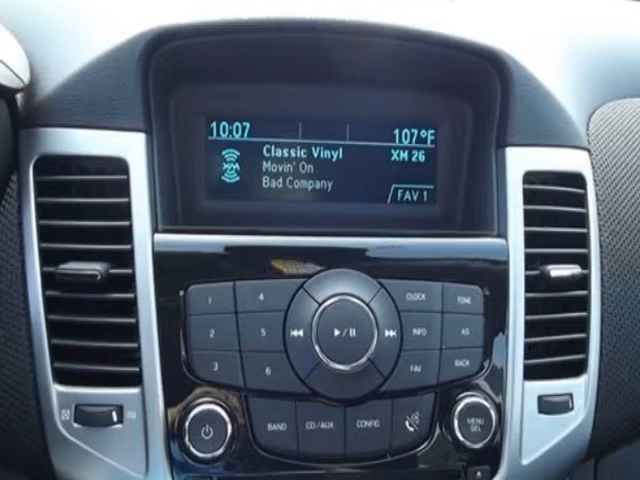 10:07 107°F
Classic Vinyl XM 26
XM Movin' On
Bad Company
FAV 1
1 4 CLOCK TONE
2 5 INFO AS
3 6 FAV BACK
BAND CD/AUX CONFIG MENU
SEL